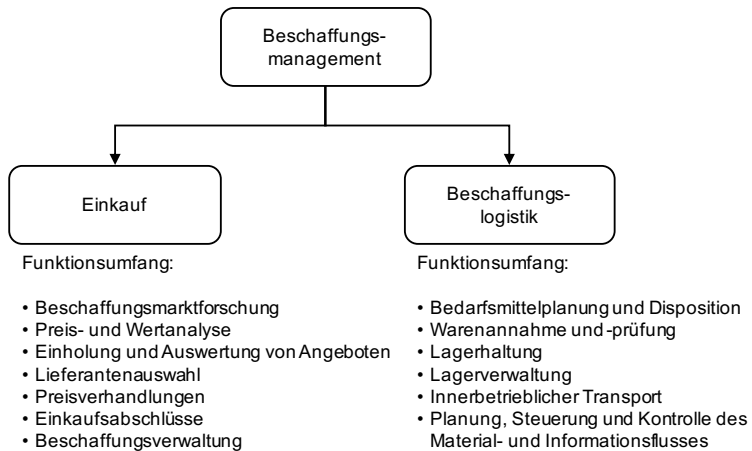 Beschaffungs-
management
Einkauf
Beschaffungs-
logistik
Funktionsumfang:
• Beschaffungsmarktforschung
• Preis- und Wertanalyse
• Einholung und Auswertung von Angeboten
• Lieferantenauswahl
• Preisverhandlungen
• Einkaufsabschlüsse
• Beschaffungsverwaltung
Funktionsumfang:
• Bedarfsmittelplanung und Disposition
• Warenannahme und -prüfung
• Lagerhaltung
• Lagerverwaltung
• Innerbetrieblicher Transport
• Planung, Steuerung und Kontrolle des
Material- und Informationsflusses